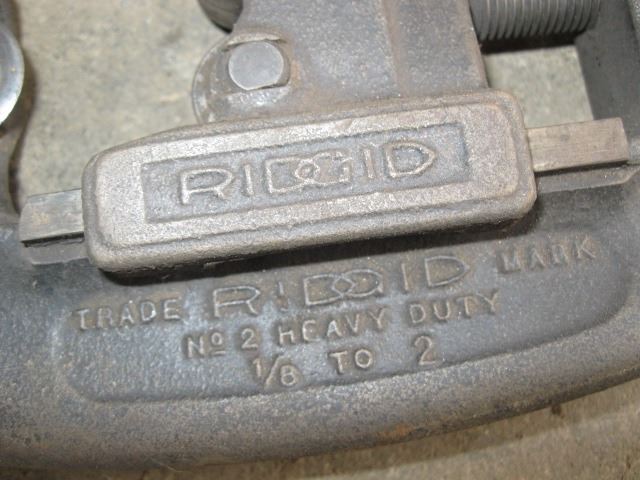 RIDGID
TRADE RIDGID MARK
Nº 2 HEAVY DUTY
1/8 TO 2